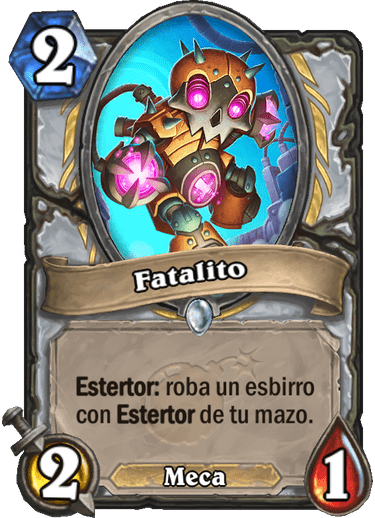 2
Fatalito
Estertor: roba un esbirro
con Estertor de tu mazo.
2
Meca
1